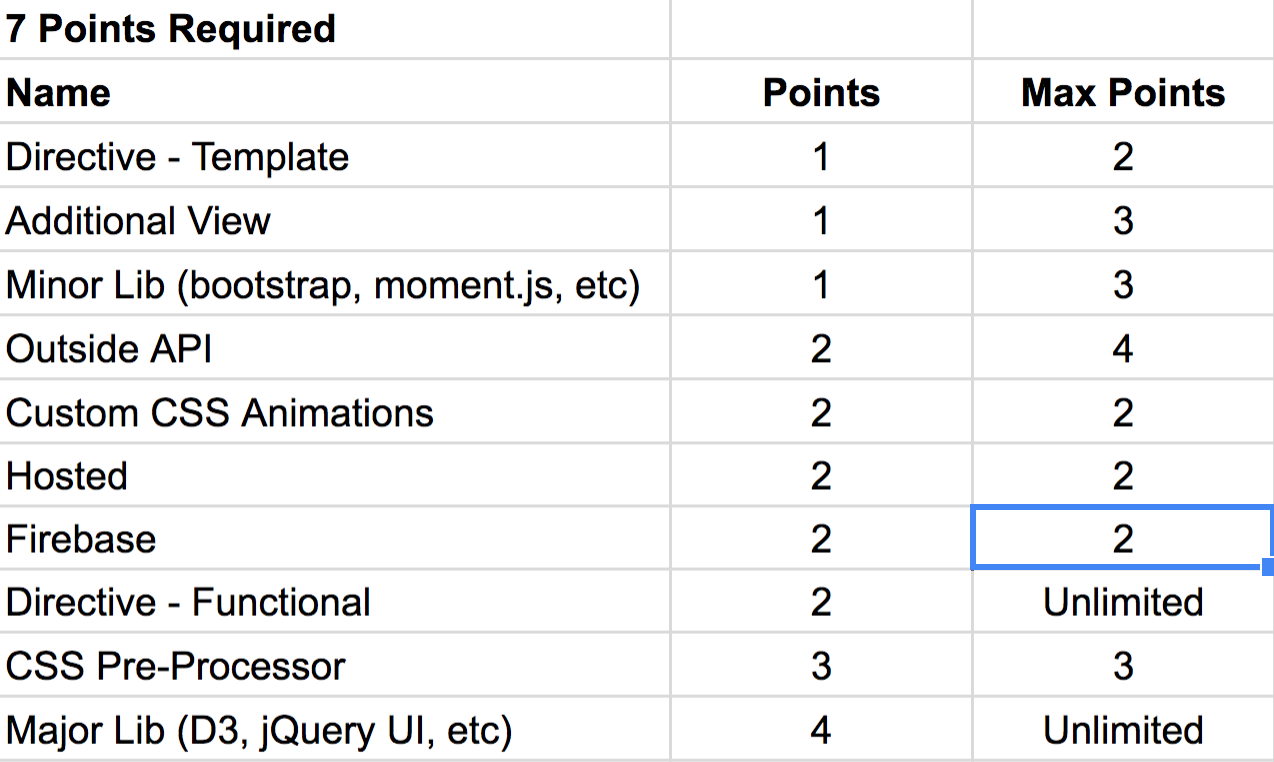 7 Points Required
Name Points Max Points
Directive - Template 1 2
Additional View 1 3
Minor Lib (bootstrap, moment.js, etc) 1 3
Outside API 2 4
Custom CSS Animations 2 2
Hosted 2 2
Firebase 2 2
Directive - Functional 2 Unlimited
CSS Pre-Processor 3 3
Major Lib (D3, jQuery UI, etc) 4 Unlimited